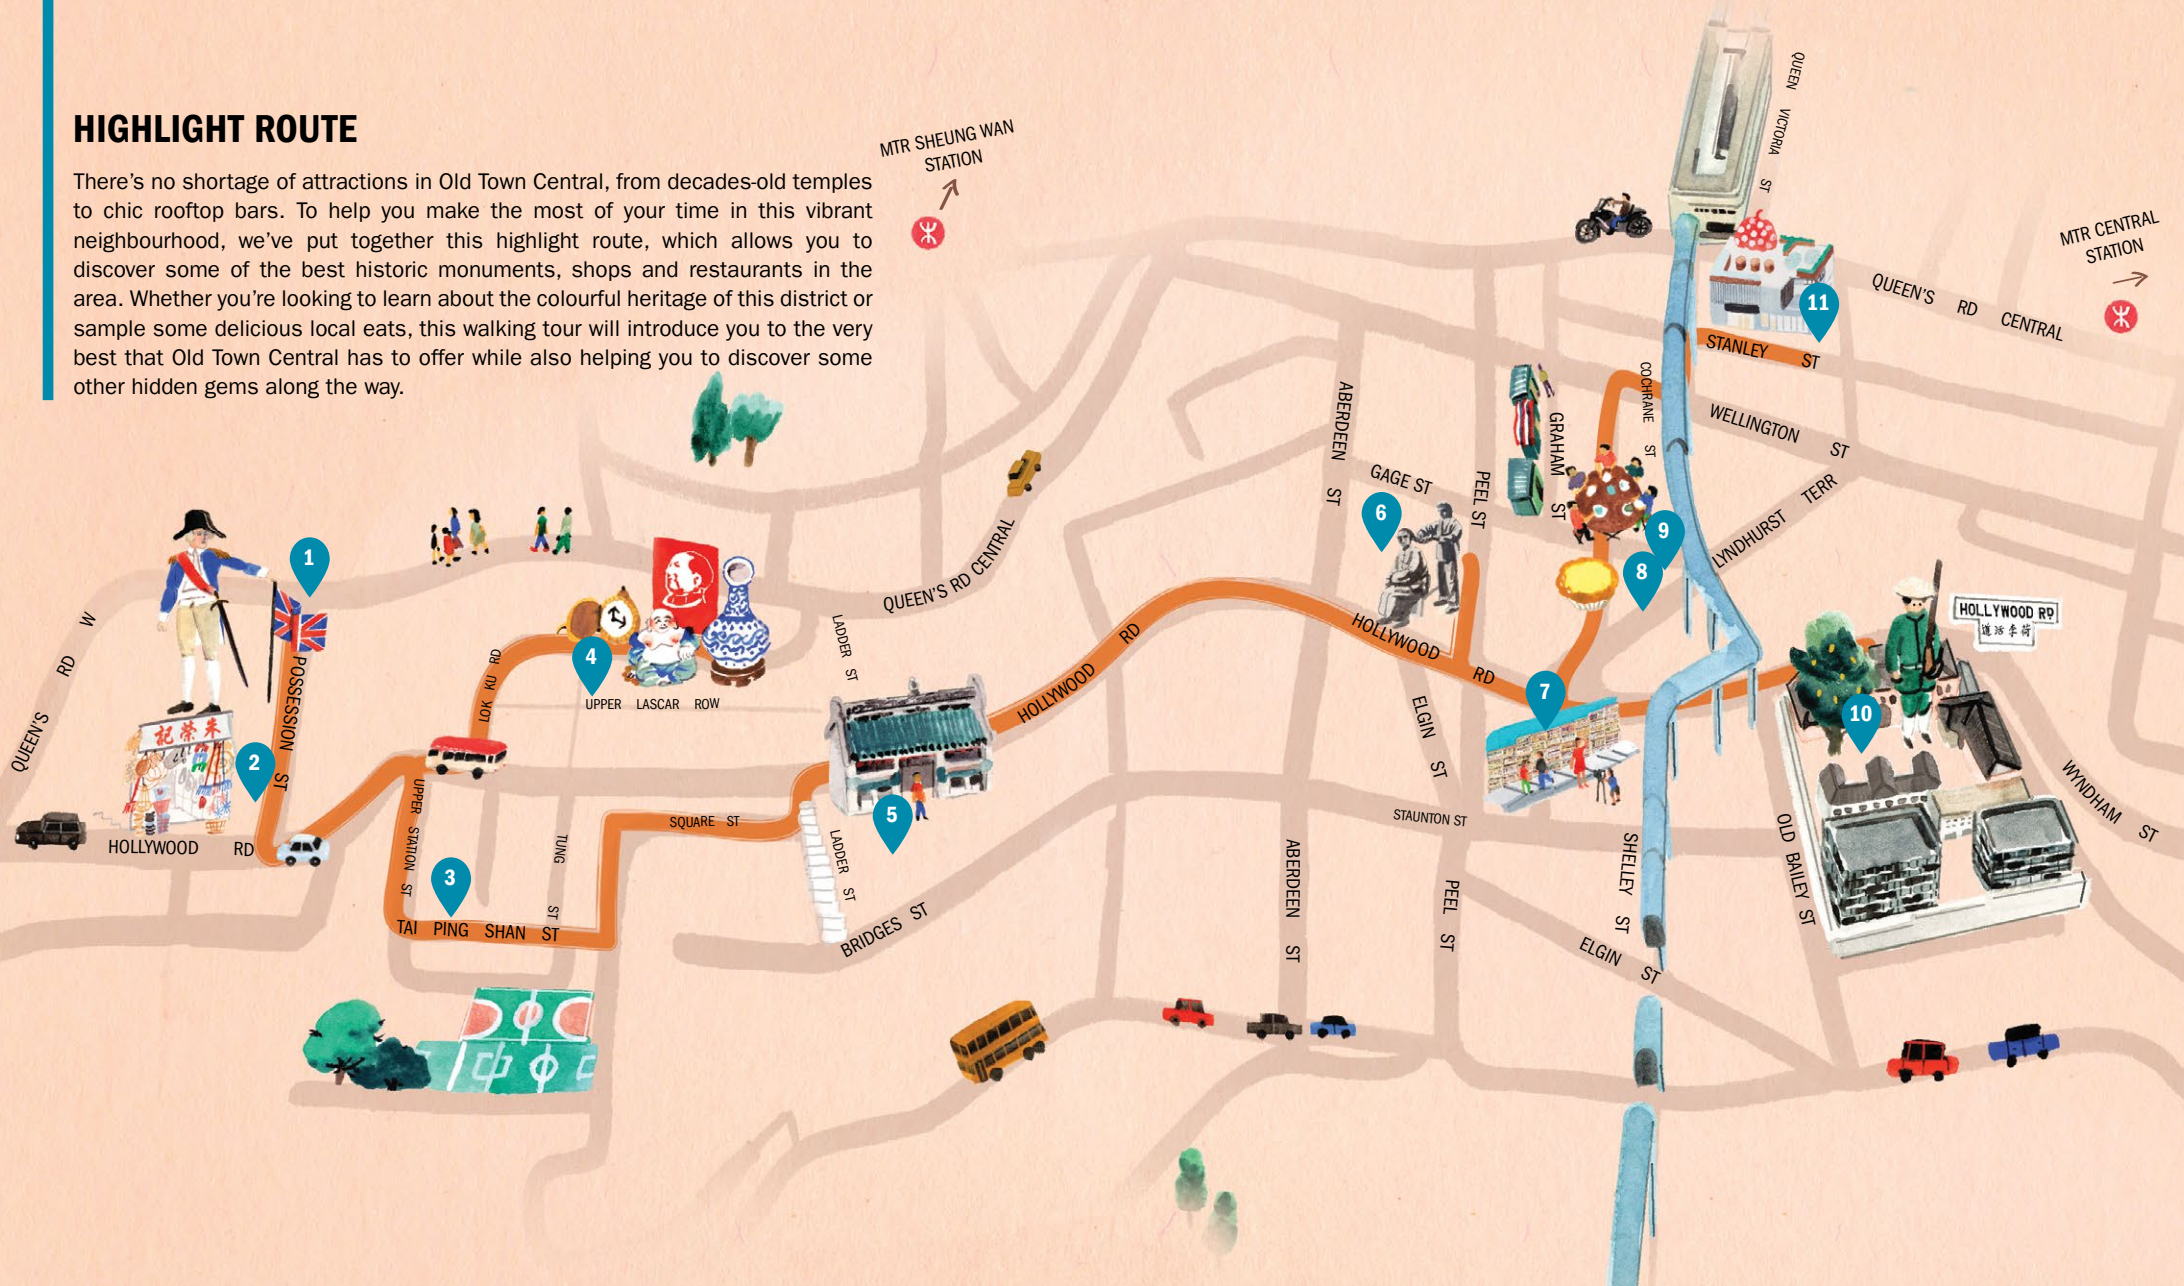 HIGHLIGHT ROUTE
There's no shortage of attractions in Old Town Central, from decades-old temples
to chic rooftop bars. To help you make the most of your time in this vibrant
neighbourhood, we've put together this highlight route, which allows you to
discover some of the best historic monuments, shops and restaurants in the
area. Whether you're looking to learn about the colourful heritage of this district or
sample some delicious local eats, this walking tour will introduce you to the very
best that Old Town Central has to offer while also helping you to discover some
other hidden gems along the way.
MTR SHEUNG WAN
STATION
QUEEN VICTORIA ST
MTR CENTRAL
STATION
QUEEN'S RD CENTRAL
11
STANLEY ST
COCHRANE ST
WELLINGTON ST
ABERDEEN ST
GRAHAM ST
GAGE ST
PEEL ST
LYNDHURST TERR
6
9
8
QUEEN'S RD CENTRAL
1
QUEEN'S RD W
POSSESSION ST
2
朱榮記
HOLLYWOOD RD
LOK KU RD
4
UPPER LASCAR ROW
LADDER ST
HOLLYWOOD RD
HOLLYWOOD RD
HOLLYWOOD RD
道活李荷
7
10
ELGIN ST
UPPER STATION ST
TUNG ST
SQUARE ST
5
LADDER ST
3
TAI PING SHAN ST
BRIDGES ST
ABERDEEN ST
STAUNTON ST
PEEL ST
SHELLEY ST
ELGIN ST
OLD BAILEY ST
WYNDHAM ST